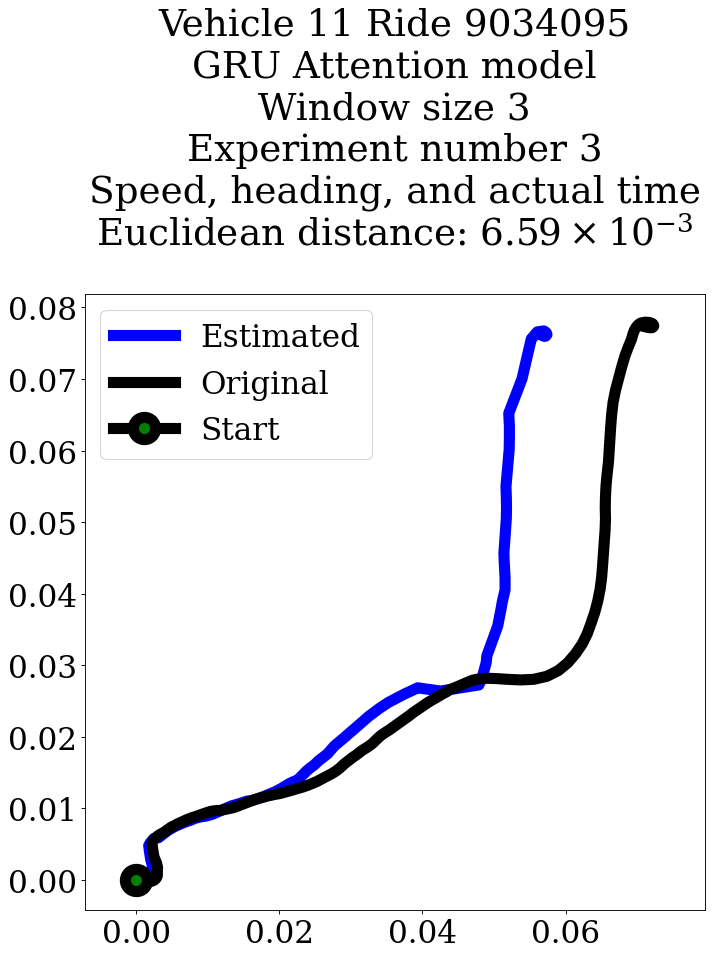 Vehicle 11 Ride 9034095
GRU Attention model
Window size 3
Experiment number 3
Speed, heading, and actual time
Euclidean distance: 6.59 × 10⁻³
Estimated
Original
Start
0.08
0.07
0.06
0.05
0.04
0.03
0.02
0.01
0.00
0.00 0.02 0.04 0.06